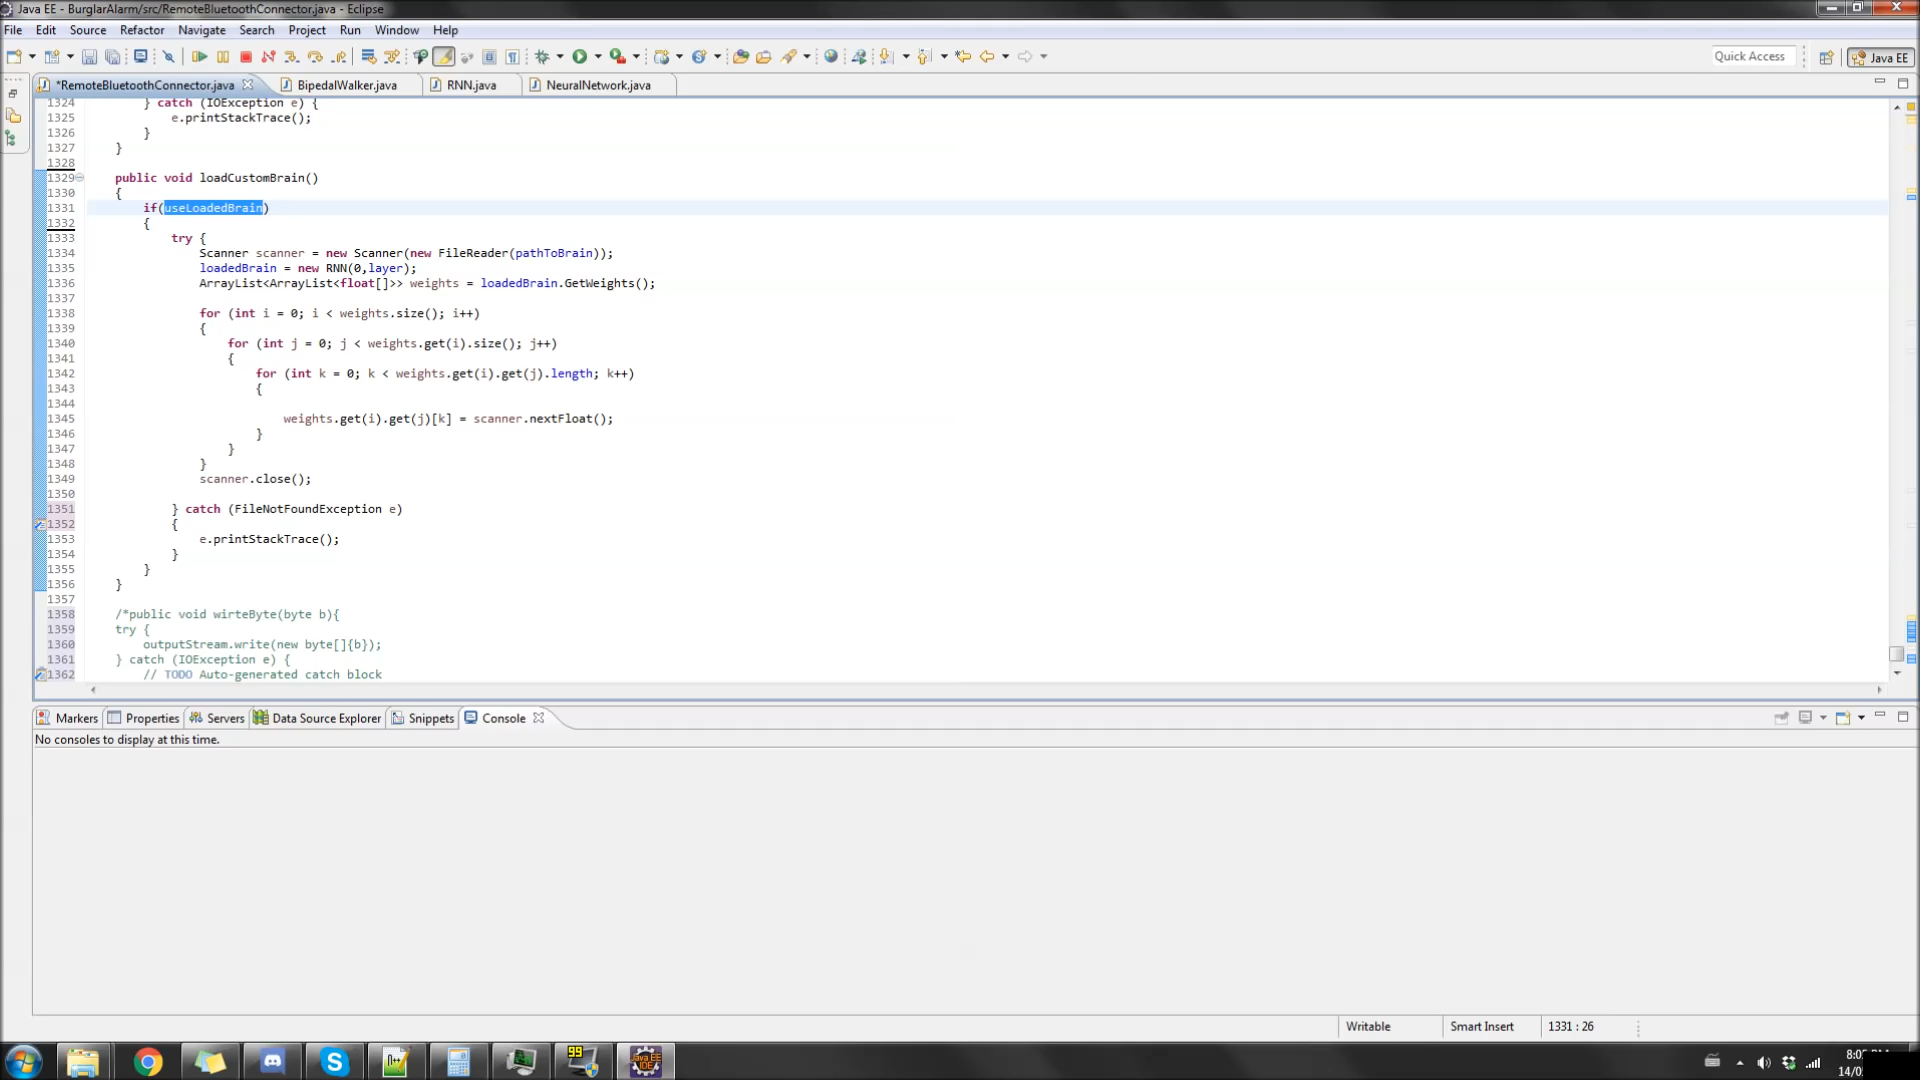 Java EE - BurglarAlarm/src/RemoteBluetoothConnector.java - Eclipse
File Edit Source Refactor Navigate Search Project Run Window Help
Quick Access Java EE
*RemoteBluetoothConnector.java BipedalWalker.java RNN.java NeuralNetwork.java
1324 } catch (IOException e) {
1325 e.printStackTrace();
1326 }
1327 }
1328
1329 public void loadCustomBrain()
1330 {
1331 if(useLoadedBrain)
1332 {
1333 try {
1334 Scanner scanner = new Scanner(new FileReader(pathToBrain));
1335 loadedBrain = new RNN(0,layer);
1336 ArrayList<ArrayList<float[]>> weights = loadedBrain.GetWeights();
1337
1338 for (int i = 0; i < weights.size(); i++)
1339 {
1340 for (int j = 0; j < weights.get(i).size(); j++)
1341 {
1342 for (int k = 0; k < weights.get(i).get(j).length; k++)
1343 {
1344
1345 weights.get(i).get(j)[k] = scanner.nextFloat();
1346 }
1347 }
1348 }
1349 scanner.close();
1350
1351 } catch (FileNotFoundException e)
1352 {
1353 e.printStackTrace();
1354 }
1355 }
1356 }
1357
1358 /*public void wirteByte(byte b){
1359 try {
1360 outputStream.write(new byte[]{b});
1361 } catch (IOException e) {
1362 // TODO Auto-generated catch block
Markers Properties Servers Data Source Explorer Snippets Console
No consoles to display at this time.
Writable Smart Insert 1331 : 26
99
Java EE
IDE